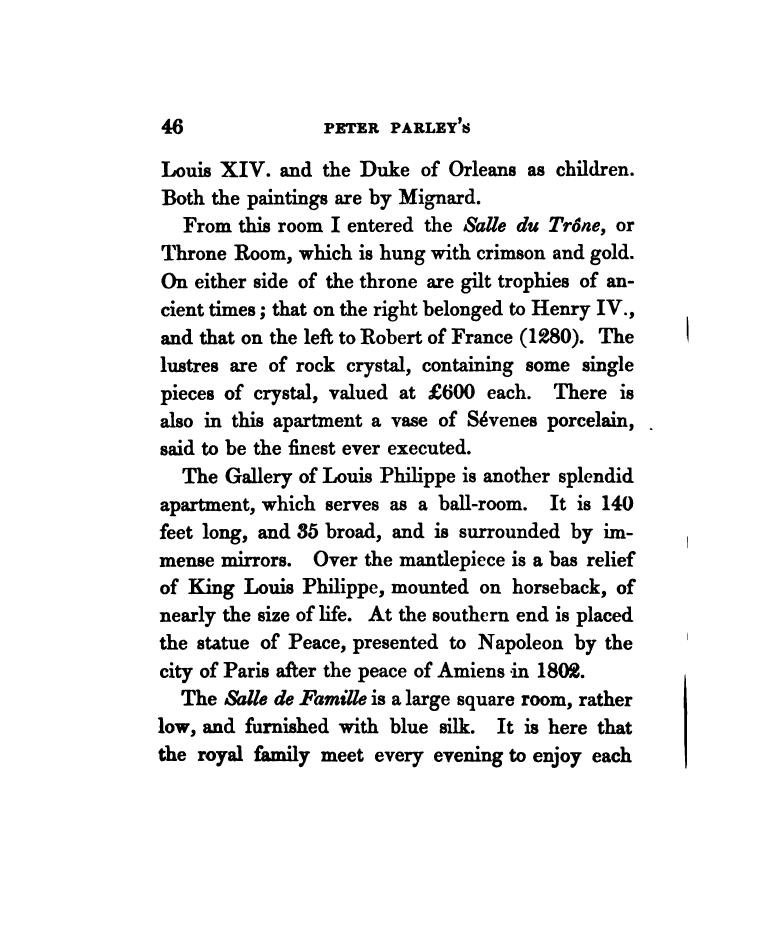 46 PETER PARLEY's
Louis XIV. and the Duke of Orleans as children.
Both the paintings are by Mignard.
From this room I entered the Salle du Trône, or
Throne Room, which is hung with crimson and gold.
On either side of the throne are gilt trophies of an-
cient times; that on the right belonged to Henry IV.,
and that on the left to Robert of France (1280). The
lustres are of rock crystal, containing some single
pieces of crystal, valued at £600 each. There is
also in this apartment a vase of Sévenes porcelain,
said to be the finest ever executed.
The Gallery of Louis Philippe is another splendid
apartment, which serves as a ball-room. It is 140
feet long, and 35 broad, and is surrounded by im-
mense mirrors. Over the mantlepiece is a bas relief
of King Louis Philippe, mounted on horseback, of
nearly the size of life. At the southern end is placed
the statue of Peace, presented to Napoleon by the
city of Paris after the peace of Amiens in 1802.
The Salle de Famille is a large square room, rather
low, and furnished with blue silk. It is here that
the royal family meet every evening to enjoy each